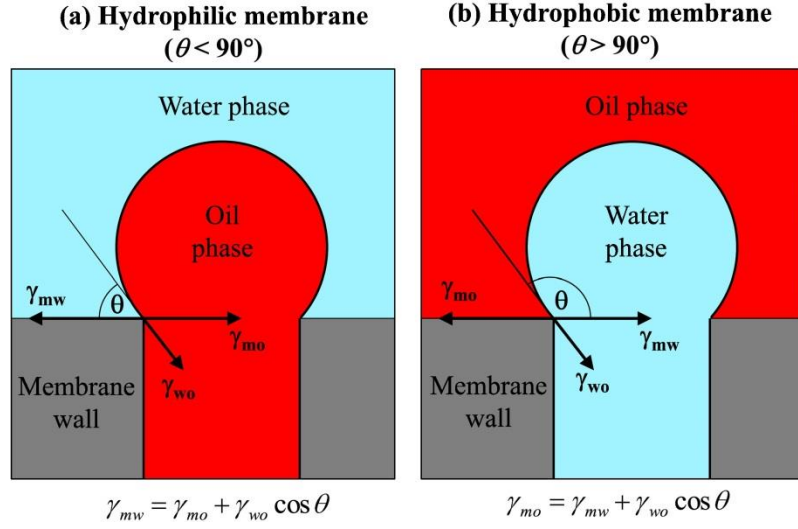 (a) Hydrophilic membrane
(θ < 90°)
Water phase
Oil
phase
γmw
θ
γmo
γwo
Membrane
wall
γmw = γmo + γwo cos θ
(b) Hydrophobic membrane
(θ > 90°)
Oil phase
Water
phase
γmo
θ
γmw
γwo
Membrane
wall
γmo = γmw + γwo cos θ